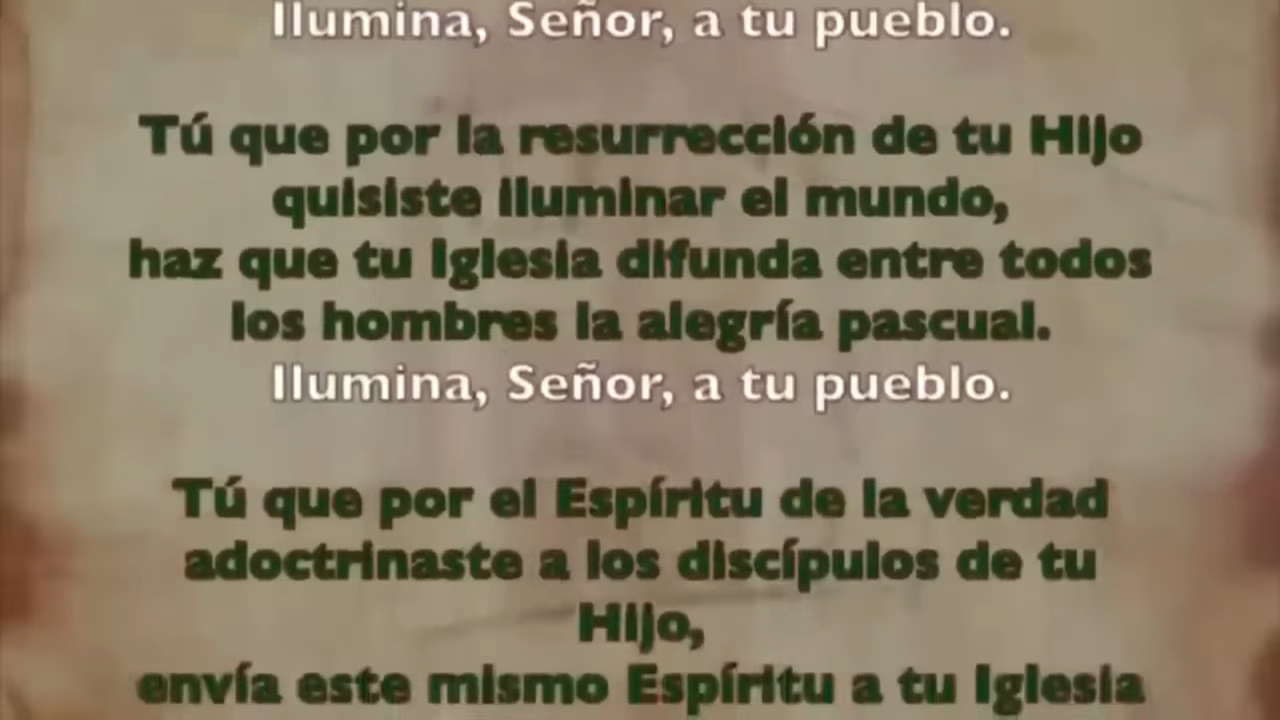 Ilumina, Señor, a tu pueblo.
Tú que por la resurrección de tu Hijo
quisiste iluminar el mundo,
haz que tu Iglesia difunda entre todos
los hombres la alegría pascual.
Ilumina, Señor, a tu pueblo.
Tú que por el Espíritu de la verdad
adoctrinaste a los discípulos de tu
Hijo,
envía este mismo Espíritu a tu Iglesia